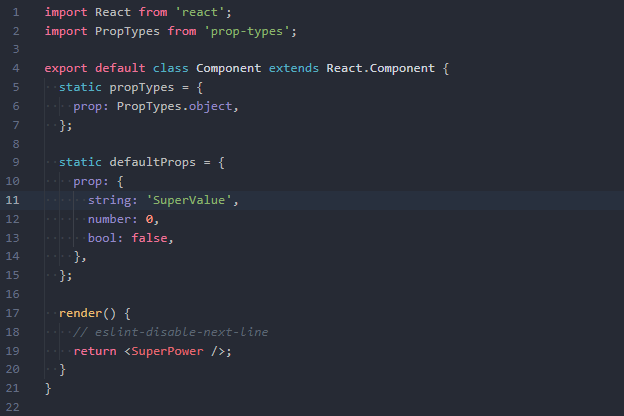 1 import React from 'react';
2 import PropTypes from 'prop-types';
3
4 export default class Component extends React.Component {
5   static propTypes = {
6     prop: PropTypes.object,
7   };
8
9   static defaultProps = {
10     prop: {
11       string: 'SuperValue',
12       number: 0,
13       bool: false,
14     },
15   };
16
17   render() {
18     // eslint-disable-next-line
19     return <SuperPower />;
20   }
21 }
22